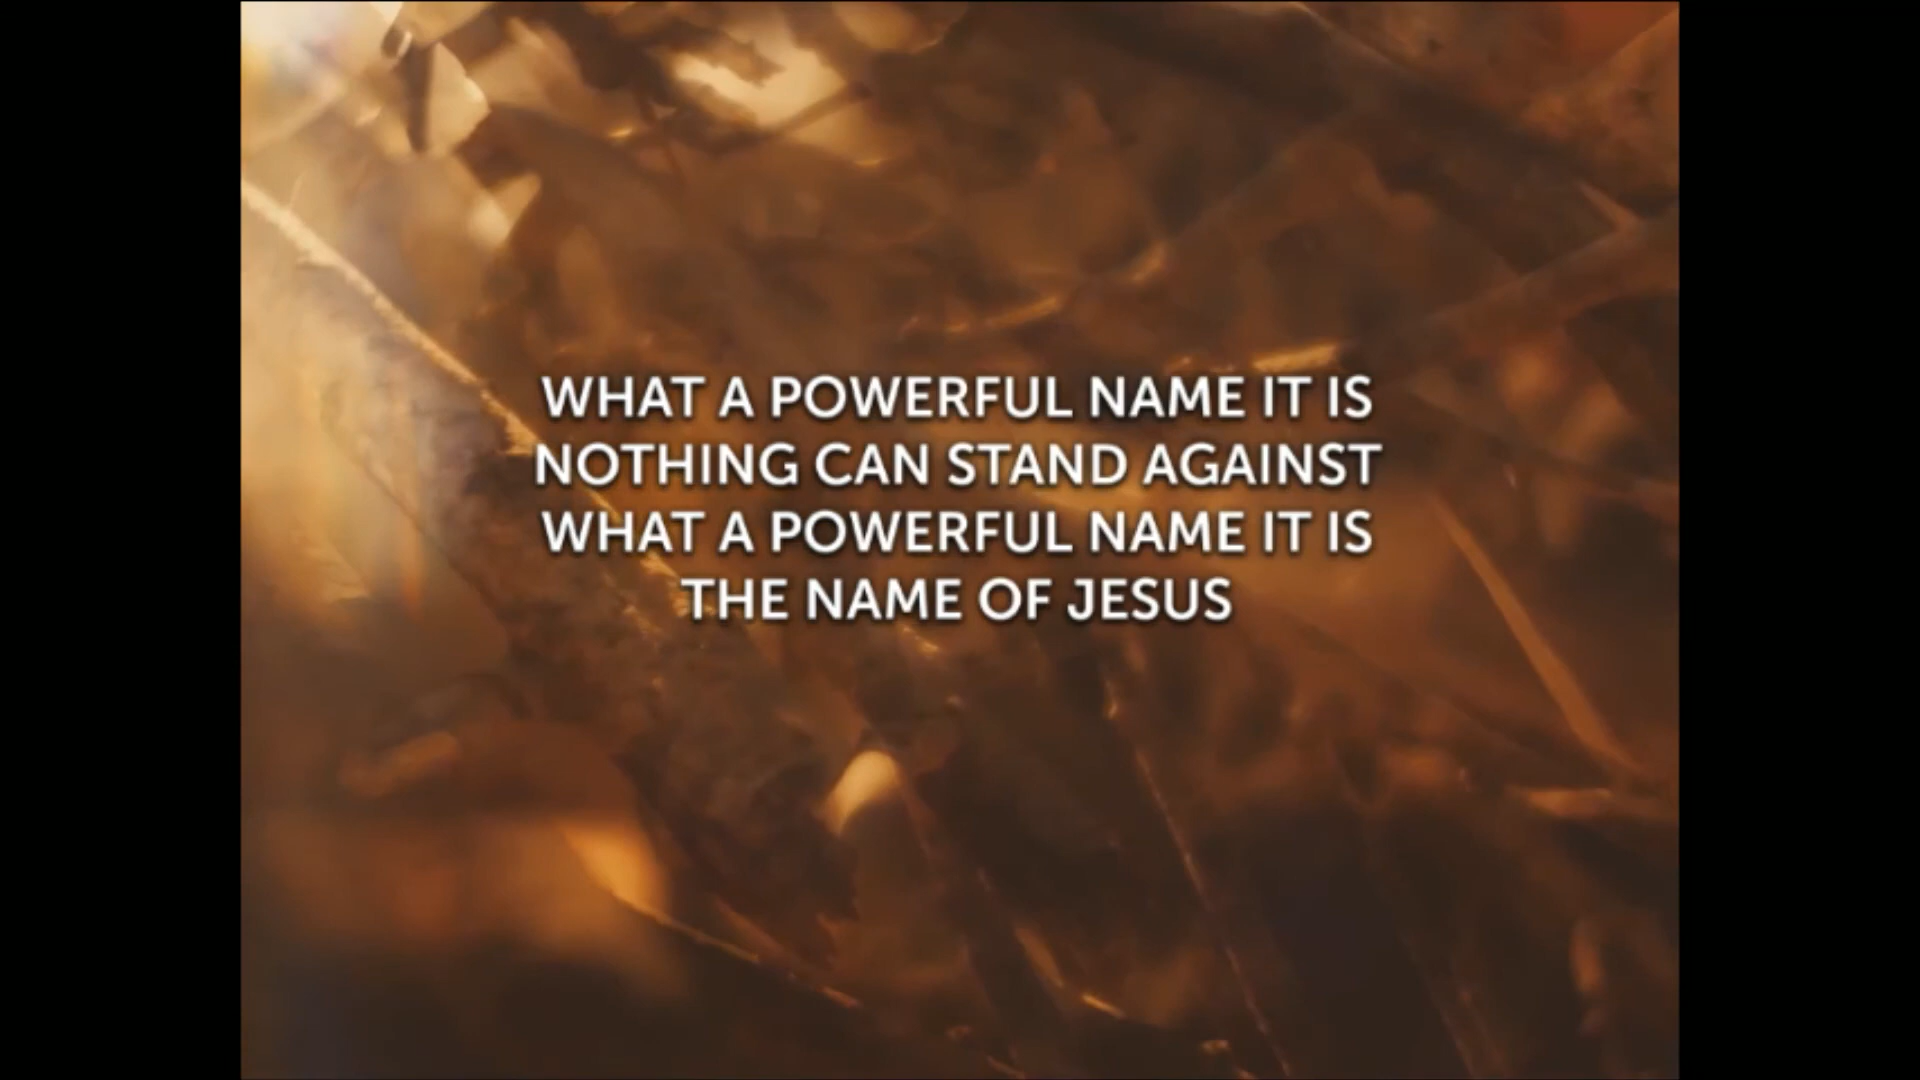 WHAT A POWERFUL NAME IT IS
NOTHING CAN STAND AGAINST
WHAT A POWERFUL NAME IT IS
THE NAME OF JESUS